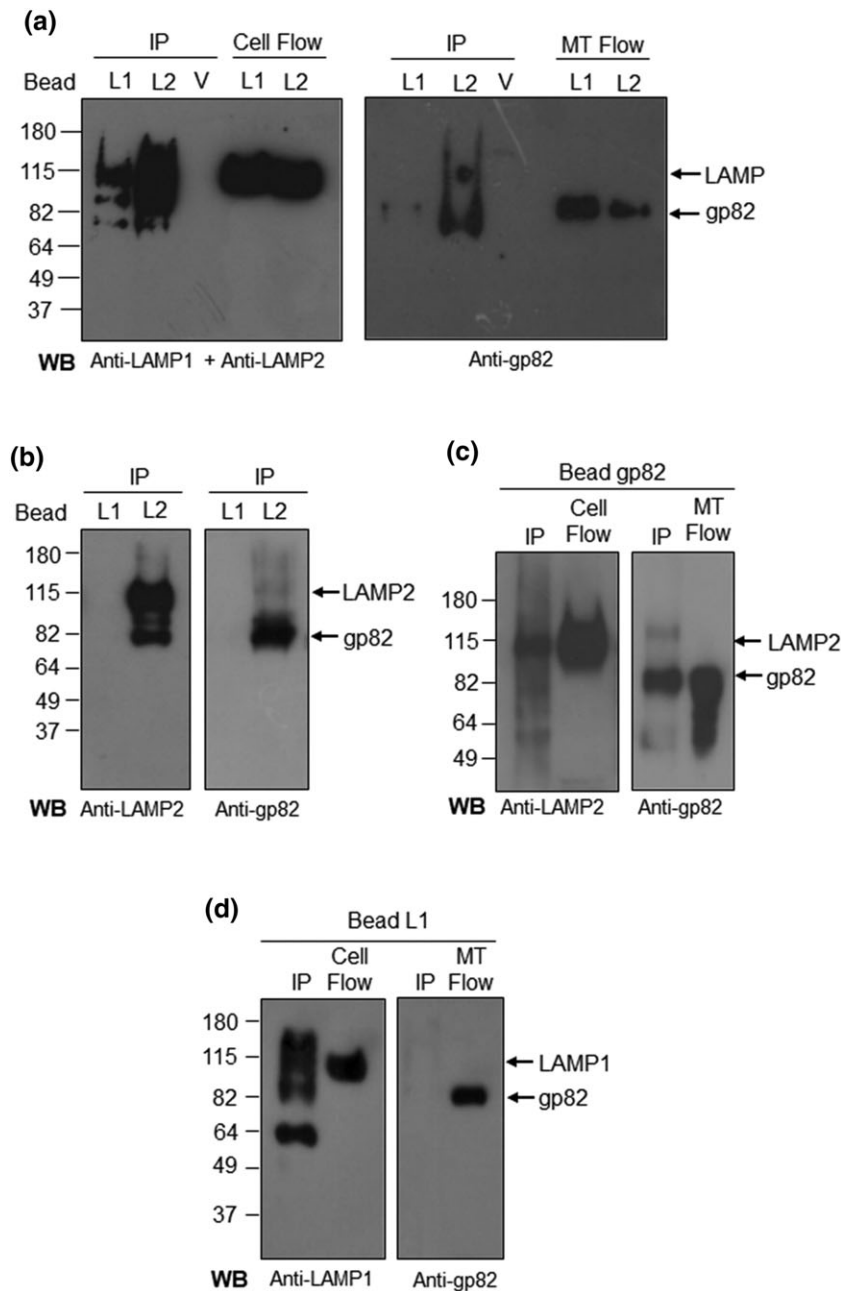 (a)
IP Cell Flow IP MT Flow
Bead L1 L2 V L1 L2 L1 L2 V L1 L2
180
115
82
64
49
37
LAMP
gp82
WB Anti-LAMP1 + Anti-LAMP2 Anti-gp82
(b)
IP IP
Bead L1 L2 L1 L2
180
115
82
64
49
37
LAMP2
gp82
WB Anti-LAMP2 Anti-gp82
(c)
Bead gp82
Cell MT
IP Flow IP Flow
180
115
82
64
49
LAMP2
gp82
WB Anti-LAMP2 Anti-gp82
(d)
Bead L1
Cell MT
IP Flow IP Flow
180
115
82
64
49
37
LAMP1
gp82
WB Anti-LAMP1 Anti-gp82